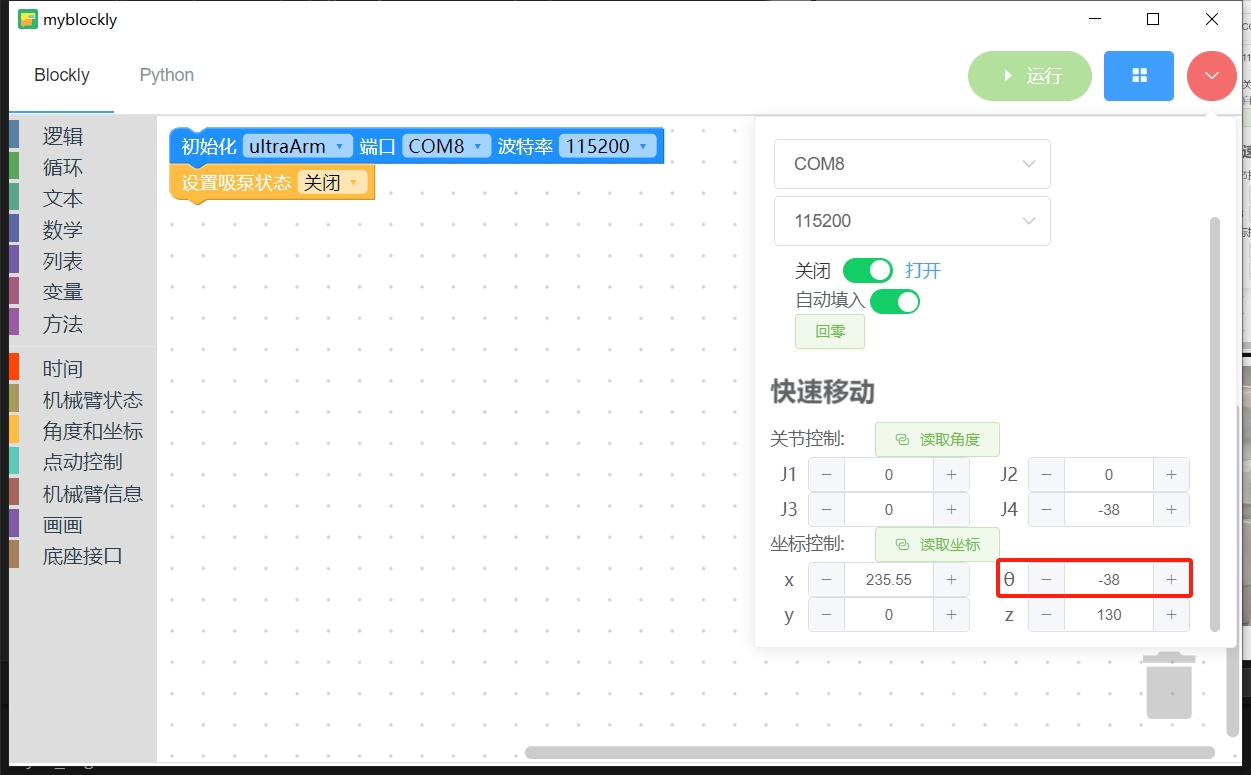 myblockly
Blockly Python
运行
逻辑
循环
文本
数学
列表
变量
方法
时间
机械臂状态
角度和坐标
点动控制
机械臂信息
画画
底座接口
初始化 ultraArm 端口 COM8 波特率 115200
设置吸泵状态 关闭
COM8
115200
关闭 打开
自动填入
回零
快速移动
关节控制: 读取角度
J1 − 0 + J2 − 0 +
J3 − 0 + J4 − -38 +
坐标控制: 读取坐标
x − 235.55 + θ − -38 +
y − 0 + z − 130 +